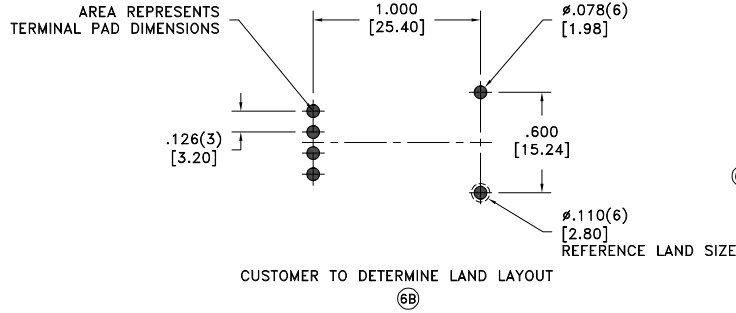 AREA REPRESENTS
TERMINAL PAD DIMENSIONS
1.000
[25.40]
ø.078(6)
[1.98]
.126(3)
[3.20]
.600
[15.24]
ø.110(6)
[2.80]
REFERENCE LAND SIZE
CUSTOMER TO DETERMINE LAND LAYOUT
6B